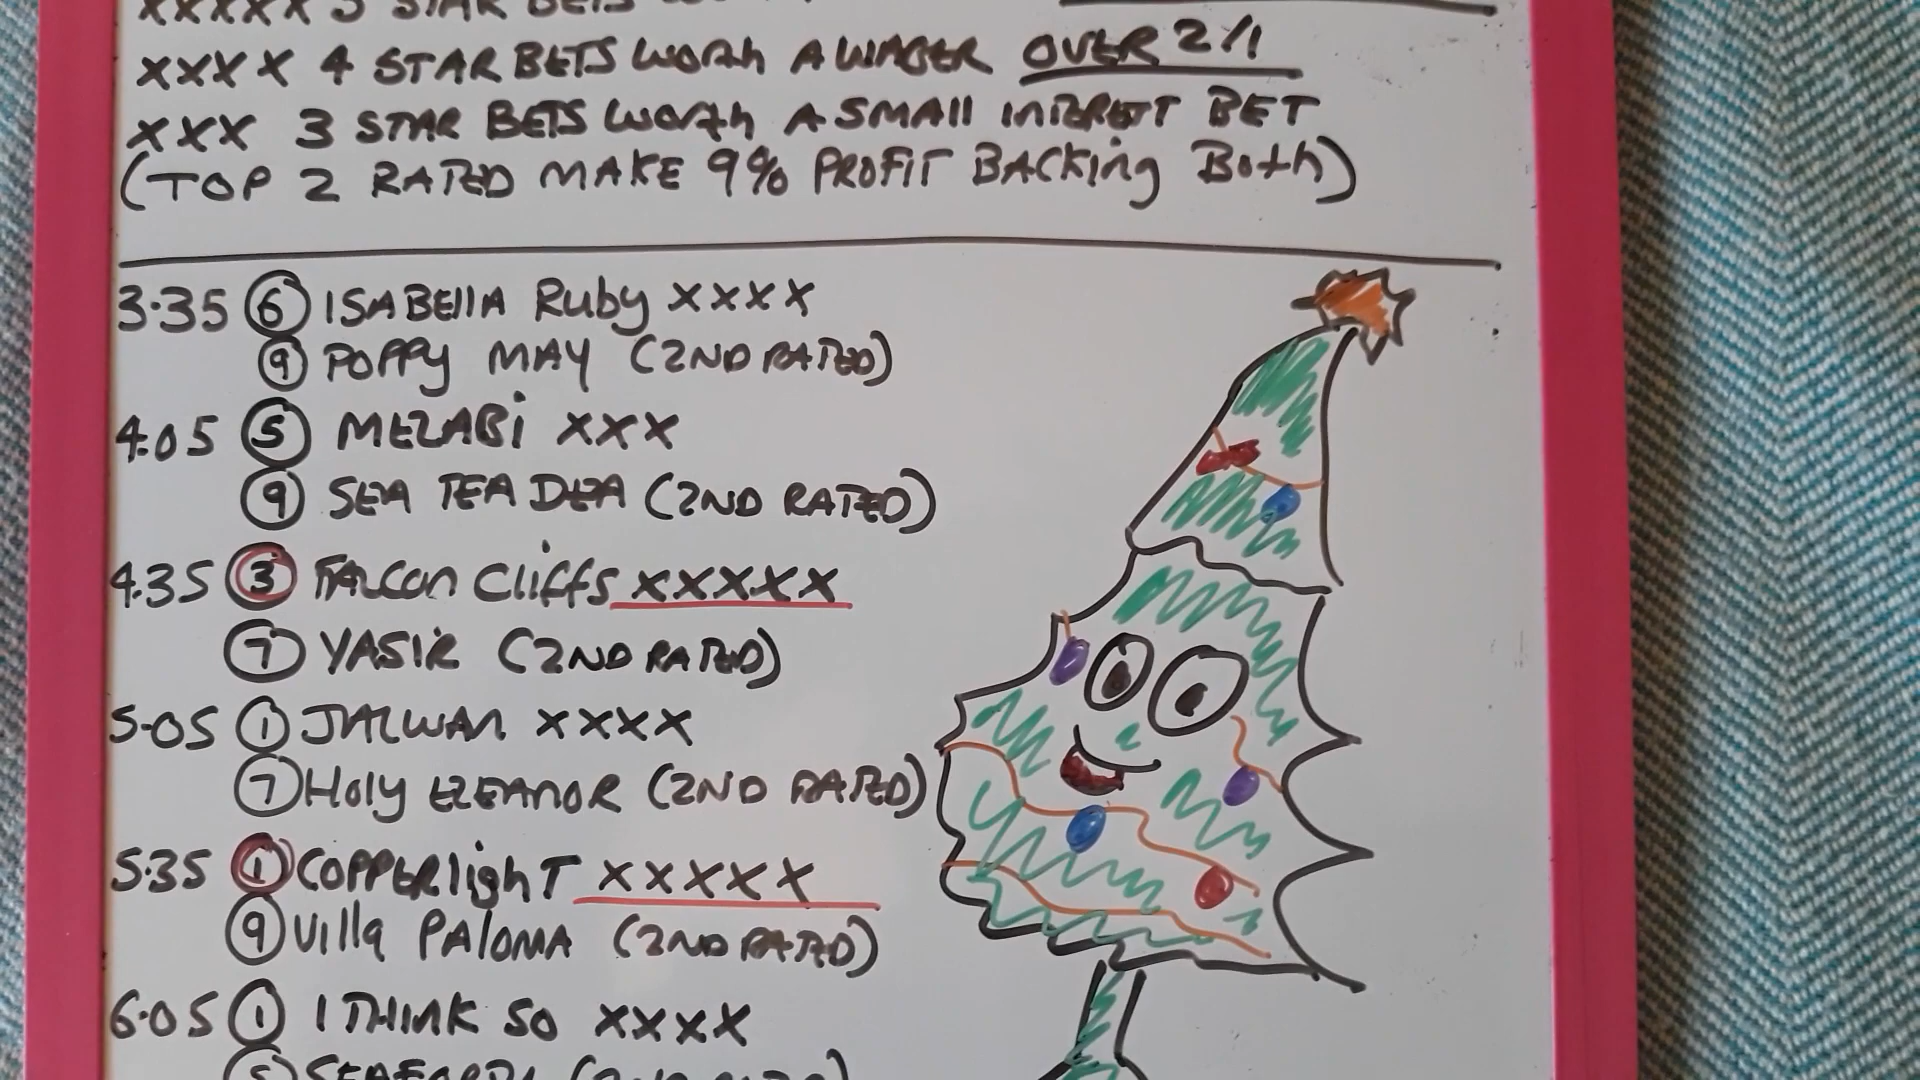 XXXXX 5 STAR BETS
XXXX 4 STAR BETS WORTH A WAGER OVER 2/1
XXX 3 STAR BETS WORTH A SMAll INTEREST BET
(TOP 2 RATED MAKE 9% PROFIT BACKing BOTH)
3.35 6 ISABEllA RUby XXXX
9 POPPy MAY (2ND RATED)
4.05 5 MEZABi XXX
9 SEA TEA DEA (2ND RATED)
4.35 3 FALCON Cliffs XXXXX
7 YASIR (2ND RATED)
5.05 1 JALWAN XXXX
7 Holy ELEANOR (2ND RATED)
5.35 1 COPPERlighT XXXXX
9 Villa PALOMA (2ND RATED)
6.05 1 I THINK SO XXXX